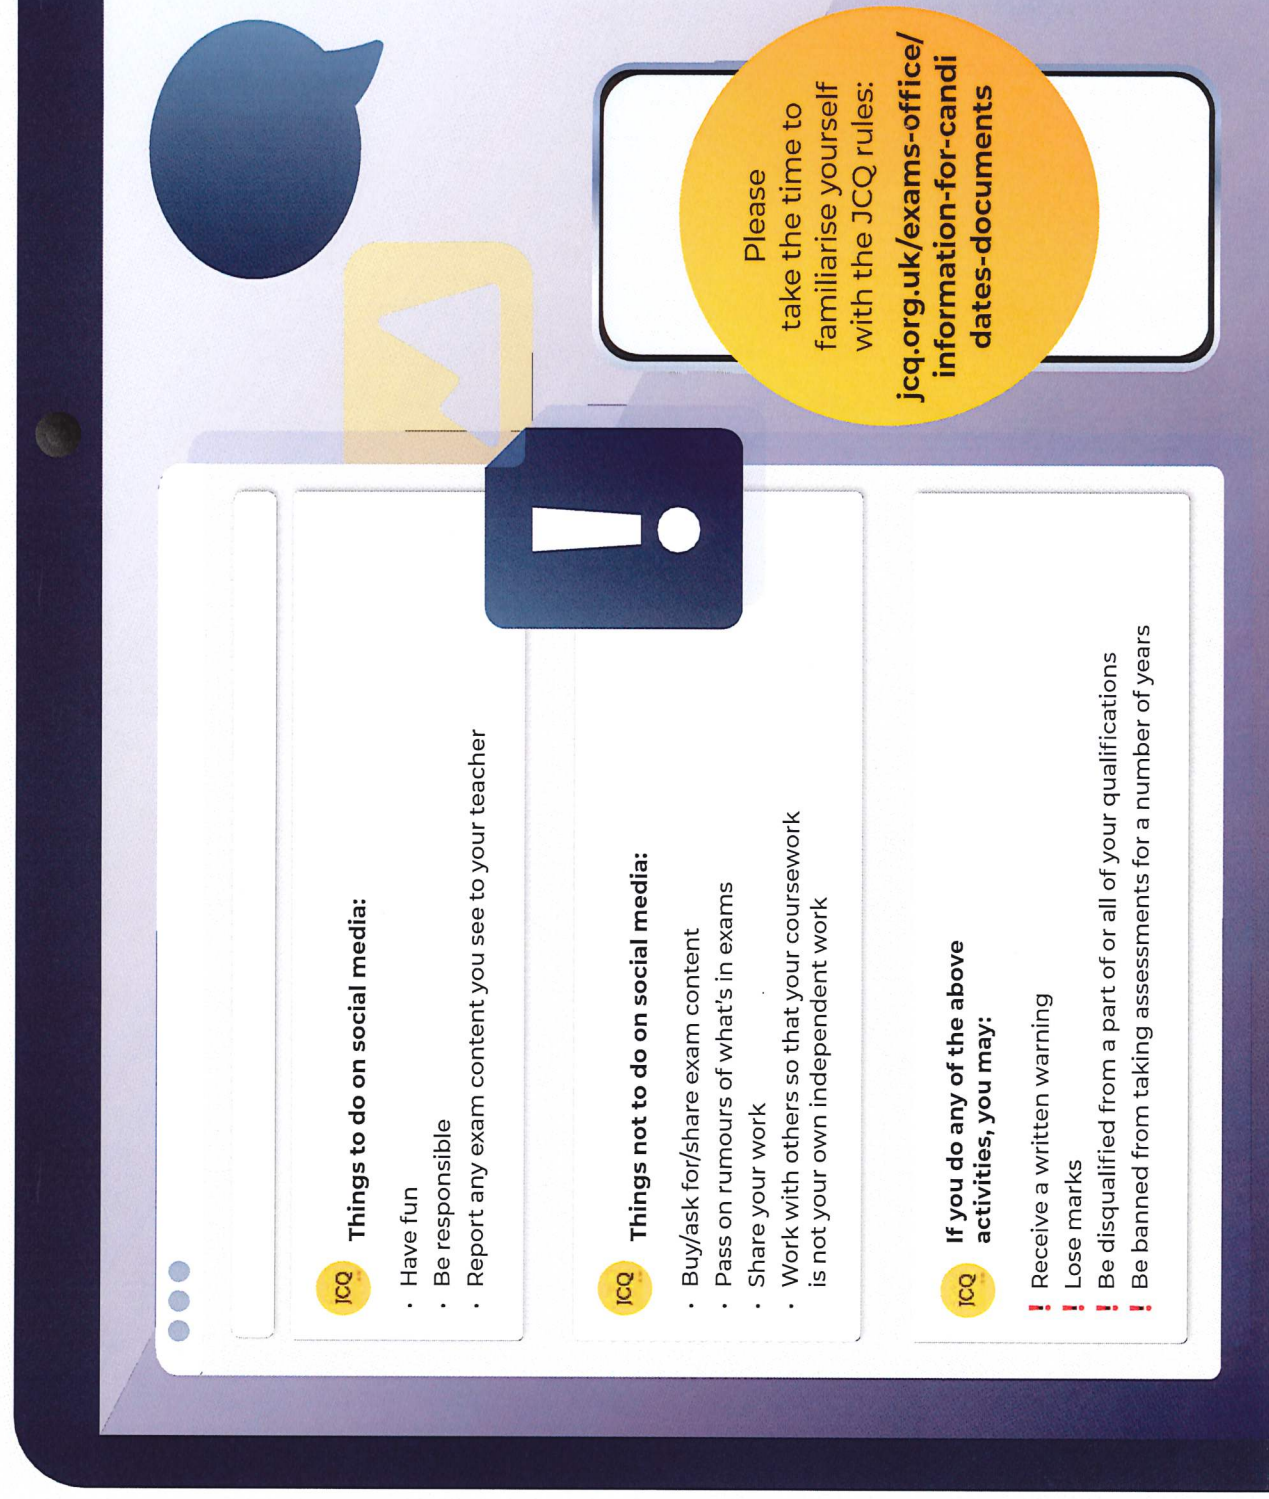 JCQ
Things to do on social media:
· Have fun
· Be responsible
· Report any exam content you see to your teacher
JCQ
Things not to do on social media:
· Buy/ask for/share exam content
· Pass on rumours of what's in exams
· Share your work
· Work with others so that your coursework
is not your own independent work
JCQ
If you do any of the above
activities, you may:
! Receive a written warning
! Lose marks
! Be disqualified from a part of or all of your qualifications
! Be banned from taking assessments for a number of years
!
Please
take the time to
familiarise yourself
with the JCQ rules:
jcq.org.uk/exams-office/
information-for-candi
dates-documents